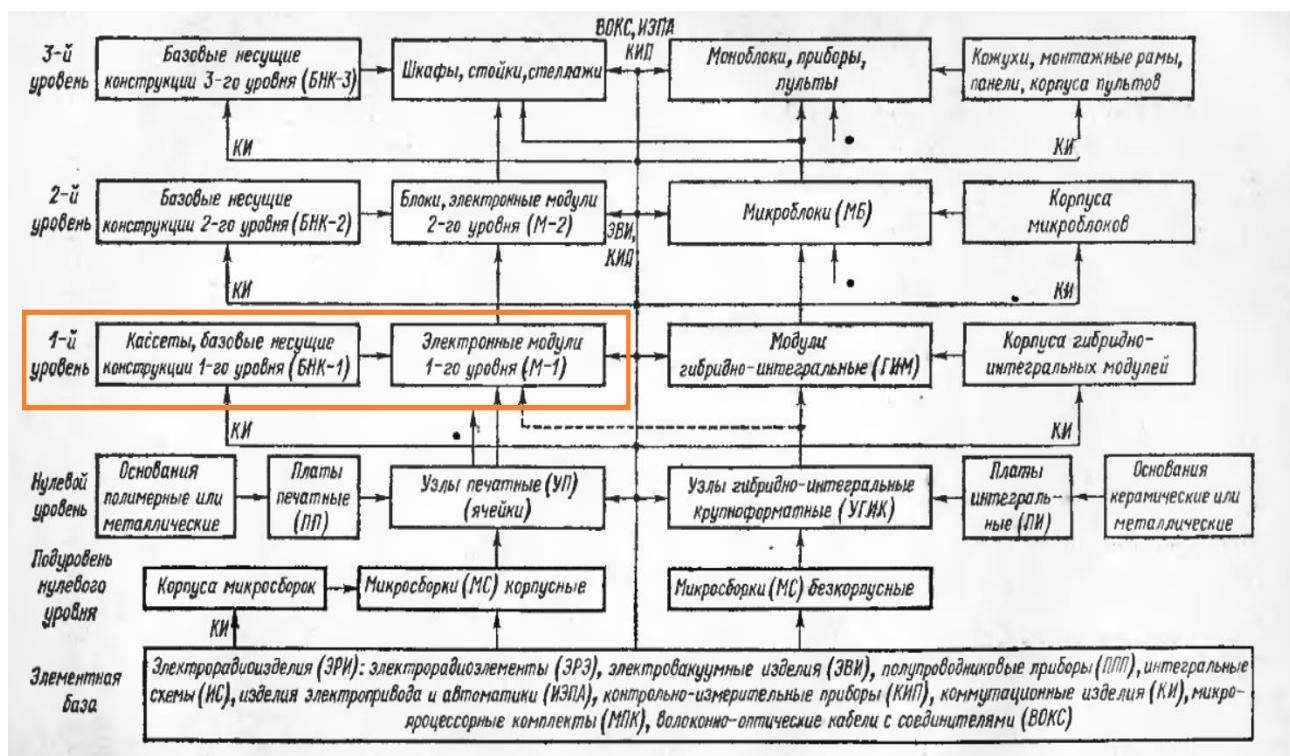 ВОКС, ИЭПА
КИП
3-й
уровень
Базовые несущие
конструкции 3-го уровня (БНК-3)
Шкафы, стойки, стеллажи
Моноблоки, приборы,
пульты
Кожухи, монтажные рамы,
панели, корпуса пультов
КИ
КИ
2-й
уровень
Базовые несущие
конструкции 2-го уровня (БНК-2)
Блоки, электронные модули
2-го уровня (М-2)
ЭВИ,
КИП
Микроблоки (МБ)
Корпуса
микроблоков
КИ
КИ
1-й
уровень
Кассеты, базовые несущие
конструкции 1-го уровня (БНК-1)
Электронные модули
1-го уровня (М-1)
Модули
гибридно-интегральные (ГИМ)
Корпуса гибридно-
интегральных модулей
КИ
КИ
Нулевой
уровень
Основания
полимерные или
металлические
Платы
печатные
(ПП)
Узлы печатные (УП)
(ячейки)
Узлы гибридно-интегральные
крупноформатные (УГИК)
Платы
интеграль-
ные (ПИ)
Основания
керамические или
металлические
Подуровень
нулевого
уровня
Корпуса микросборок
Микросборки (МС) корпусные
Микросборки (МС) безкорпусные
КИ
Элементная
база
Электрорадиоизделия (ЭРИ): электрорадиоэлементы (ЭРЭ), электровакуумные изделия (ЭВИ), полупроводниковые приборы (ППП), интегральные
схемы (ИС), изделия электропривода и автоматики (ИЭПА), контрольно-измерительные приборы (КИП), коммутационные изделия (КИ), микро-
процессорные комплекты (МПК), волоконно-оптические кабели с соединителями (ВОКС)